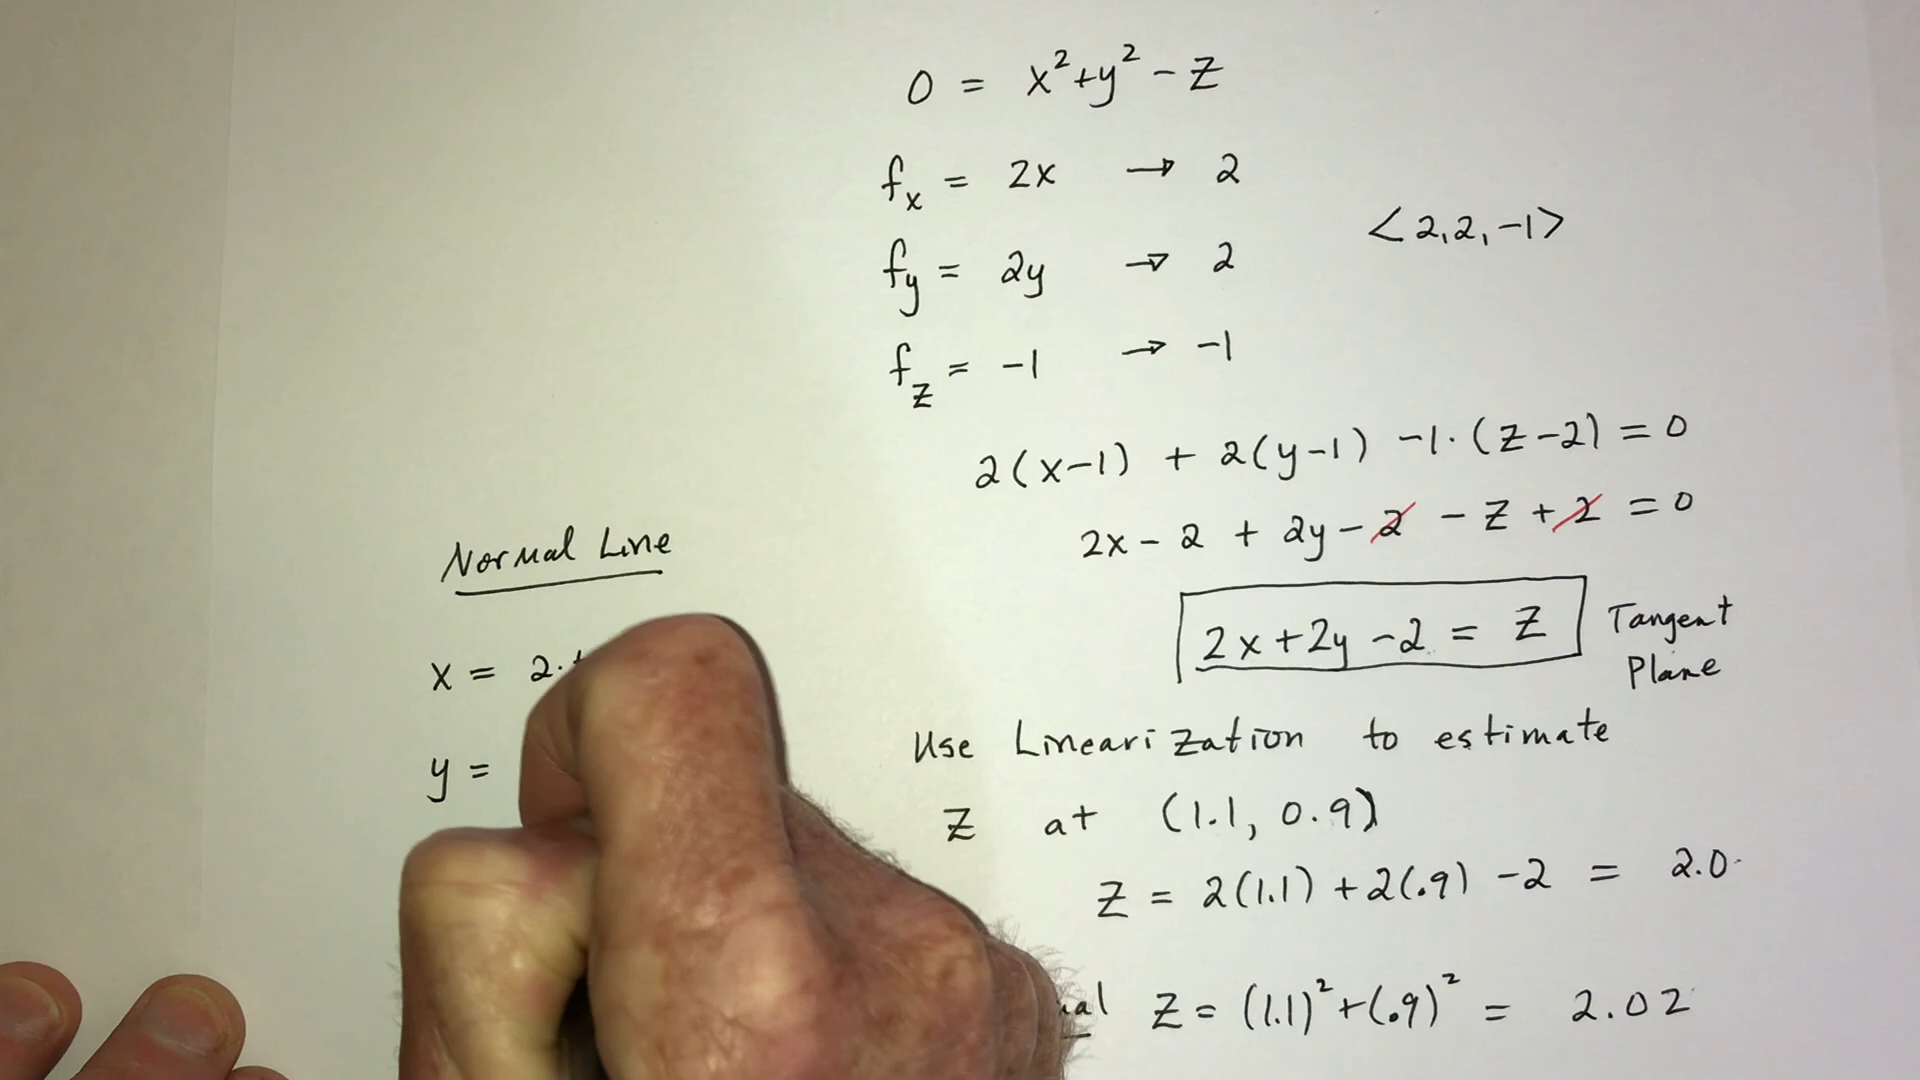 0 = x²+y² - z
f_x = 2x → 2
<2,2,-1>
f_y = 2y → 2
f_z = -1 → -1
2(x-1) + 2(y-1) -1·(z-2) = 0
2x - 2 + 2y - 2 - z + 2 = 0
Normal Line
2x+2y-2 = z
Tangent
Plane
x = 2·
y =
Use Linearization to estimate
z at (1.1, 0.9)
z = 2(1.1) + 2(.9) - 2 = 2.0
z = (1.1)²+(.9)² = 2.02